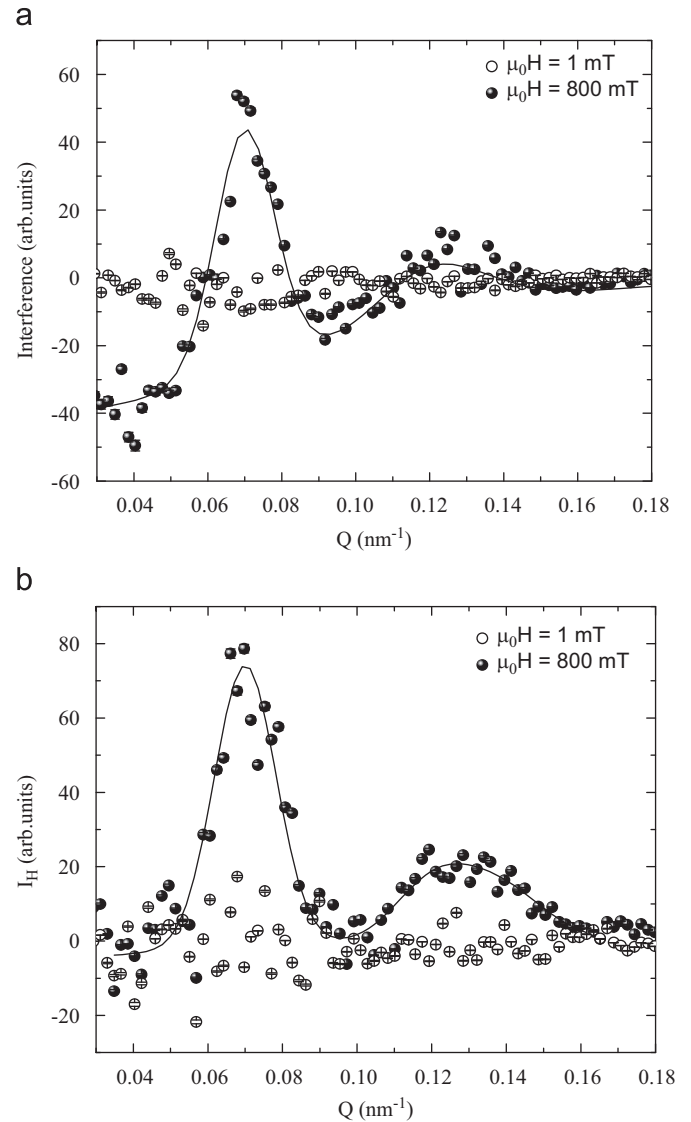 a
μ₀H = 1 mT
μ₀H = 800 mT
60
40
20
0
-20
-40
-60
Interference (arb.units)
0.04 0.06 0.08 0.10 0.12 0.14 0.16 0.18
Q (nm⁻¹)
b
μ₀H = 1 mT
μ₀H = 800 mT
80
60
40
20
0
-20
I_H (arb.units)
0.04 0.06 0.08 0.10 0.12 0.14 0.16 0.18
Q (nm⁻¹)